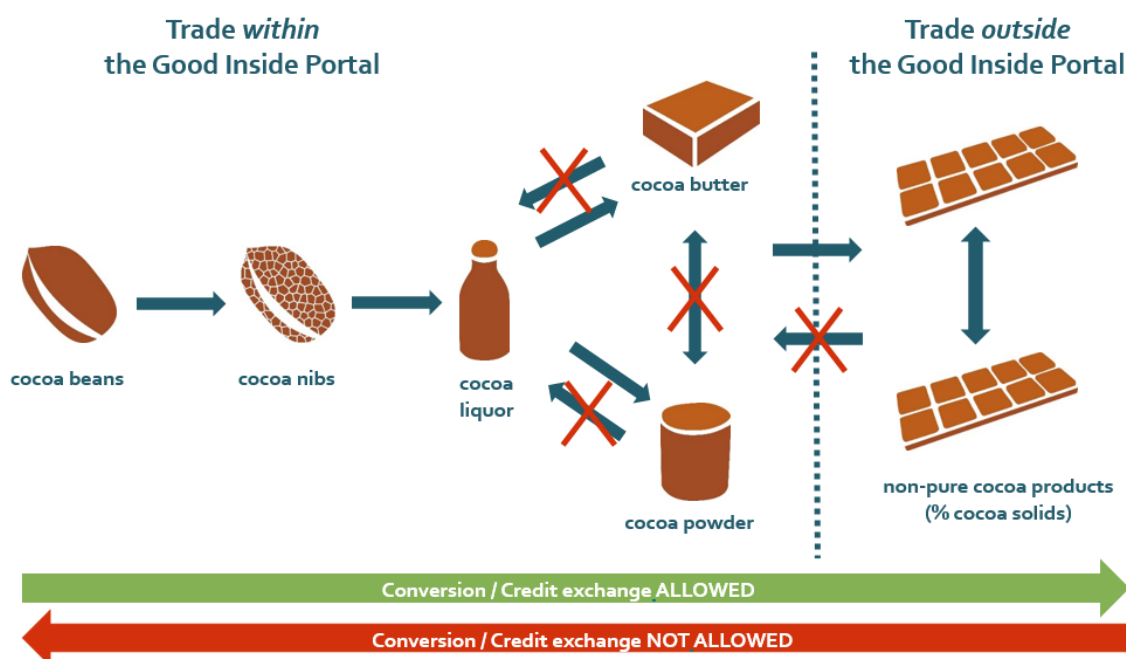 Trade within
the Good Inside Portal
Trade outside
the Good Inside Portal
cocoa butter
cocoa beans
cocoa nibs
cocoa
liquor
cocoa powder
non-pure cocoa products
(% cocoa solids)
Conversion / Credit exchange ALLOWED
Conversion / Credit exchange NOT ALLOWED